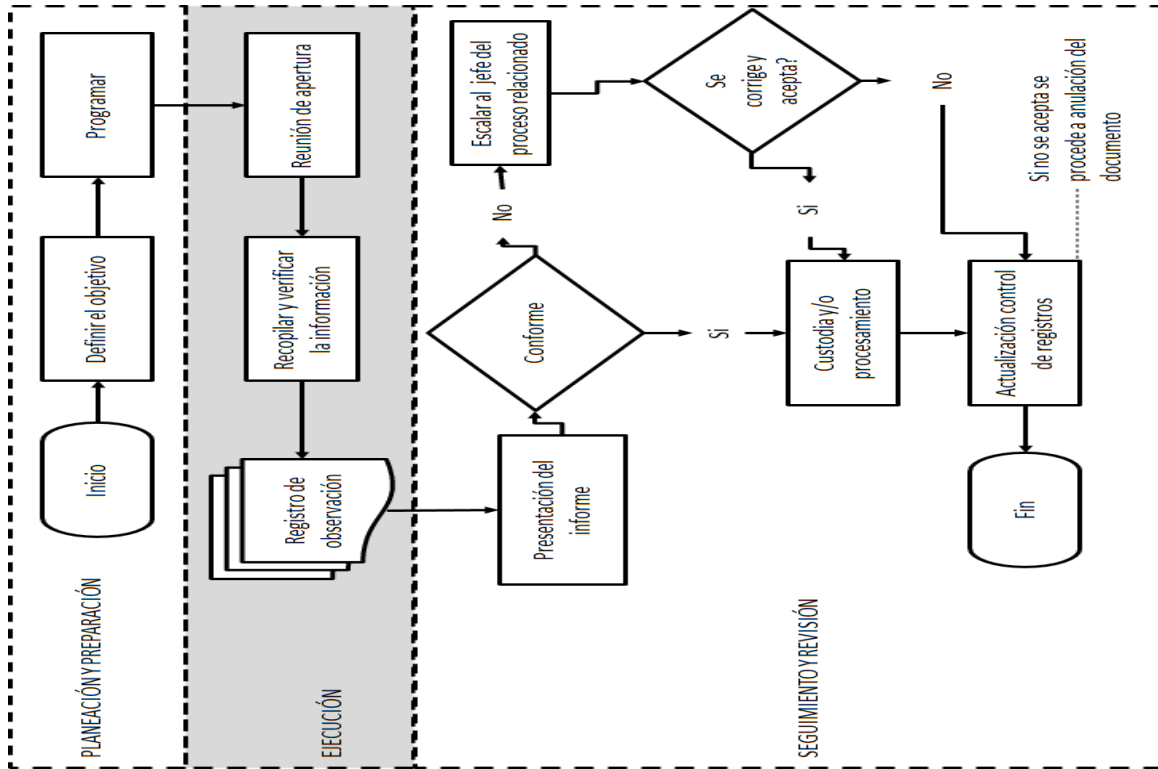 PLANEACIÓN Y PREPARACIÓN
Inicio
Definir el objetivo
Programar
EJECUCIÓN
Reunión de apertura
Recopilar y verificar
la información
Registro de
observación
SEGUIMIENTO Y REVISIÓN
Presentación del
informe
Conforme
No
Escalar al jefe del
proceso relacionado
Se
corrige y
acepta?
Si
Si
Custodia y/o
procesamiento
No
Actualización control
de registros
Si no se acepta se
procede a anulación del
documento
Fin